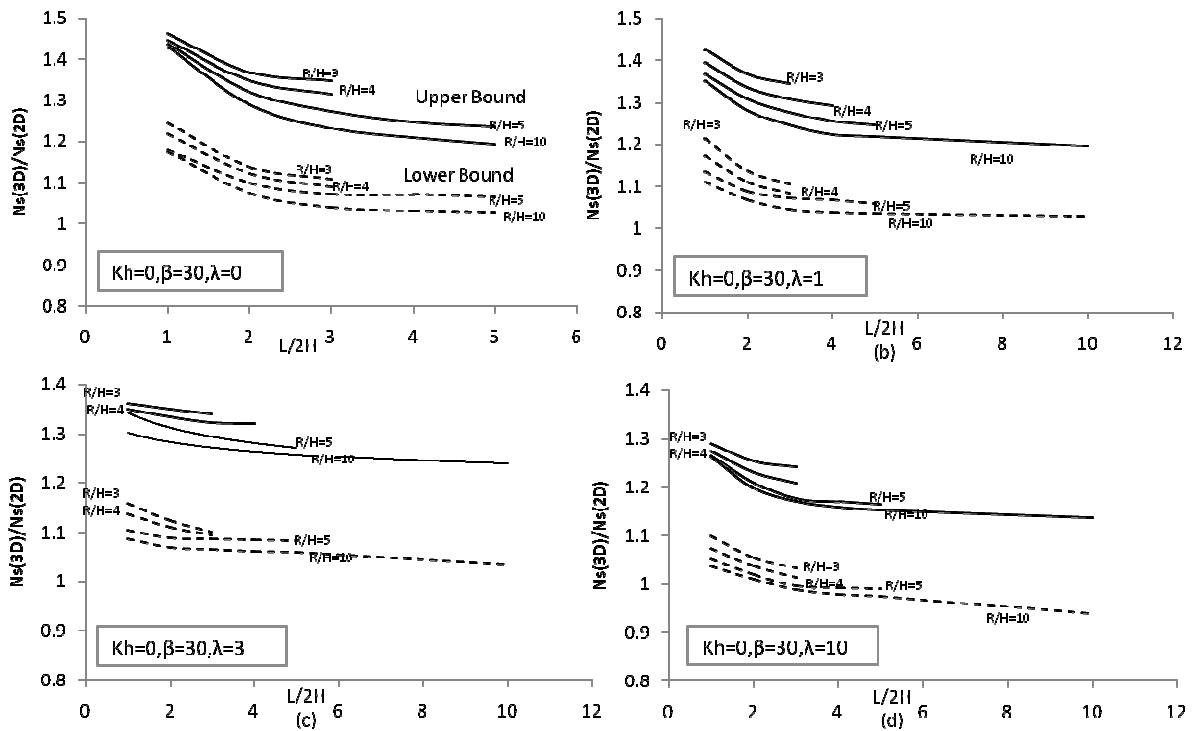 Ns(3D)/Ns(2D)
1.5
1.4
1.3
1.2
1.1
1
0.9
0.8
R/H=3
R/H=4
Upper Bound
R/H=5
R/H=10
R/H=3
R/H=4
Lower Bound
R/H=5
R/H=10
Kh=0,β=30,λ=0
0 1 2 3 4 5 6
L/2H
Ns(3D)/Ns(2D)
1.5
1.4
1.3
1.2
1.1
1
0.9
0.8
R/H=3
R/H=4
R/H=5
R/H=10
R/H=3
R/H=4
R/H=5
R/H=10
Kh=0,β=30,λ=1
0 2 4 6 8 10 12
L/2H
(b)
Ns(3D)/Ns(2D)
1.4
1.3
1.2
1.1
1
0.9
0.8
R/H=3
R/H=4
R/H=5
R/H=10
R/H=3
R/H=4
R/H=5
R/H=10
Kh=0,β=30,λ=3
0 2 4 6 8 10 12
L/2H
(c)
Ns(3D)/Ns(2D)
1.4
1.3
1.2
1.1
1
0.9
0.8
R/H=3
R/H=4
R/H=5
R/H=10
R/H=3
R/H=4
R/H=5
R/H=10
Kh=0,β=30,λ=10
0 2 4 6 8 10 12
L/2H
(d)